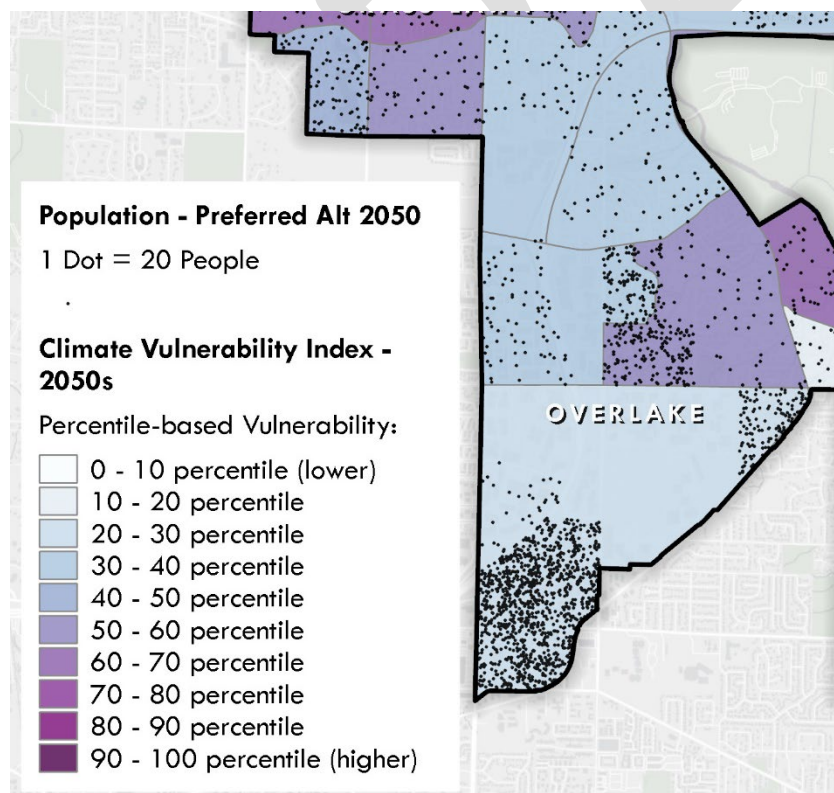 Population - Preferred Alt 2050
1 Dot = 20 People
Climate Vulnerability Index -
2050s
Percentile-based Vulnerability:
0 - 10 percentile (lower)
10 - 20 percentile
20 - 30 percentile
30 - 40 percentile
40 - 50 percentile
50 - 60 percentile
60 - 70 percentile
70 - 80 percentile
80 - 90 percentile
90 - 100 percentile (higher)
OVERLAKE